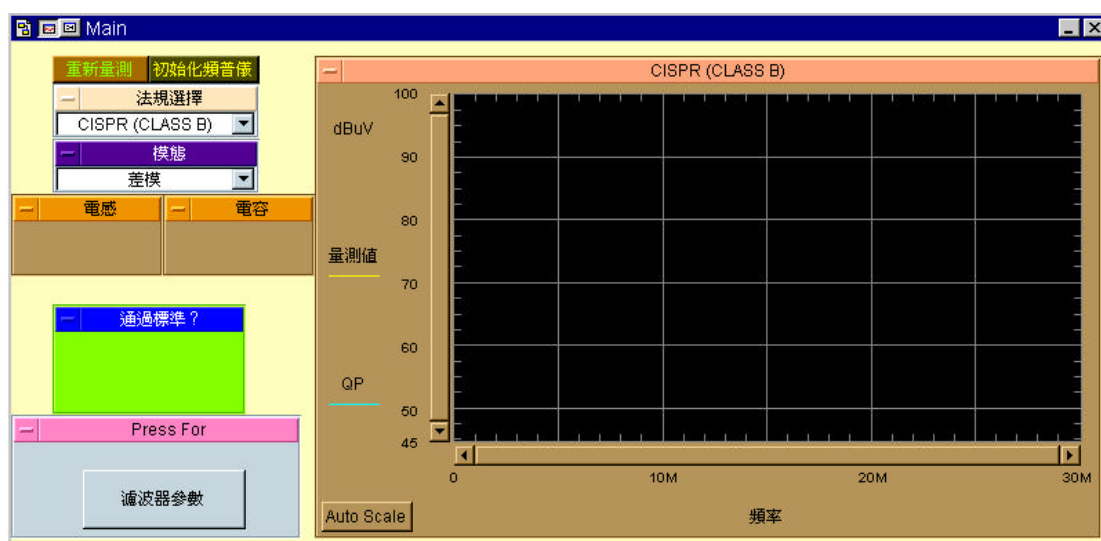 Main
重新量測 初始化頻普儀
法規選擇
CISPR (CLASS B)
模態
差模
電感 電容
通過標準？
Press For
濾波器參數
CISPR (CLASS B)
100
dBuV
90
80
量測值
70
60
QP
50
45
0 10M 20M 30M
Auto Scale 頻率